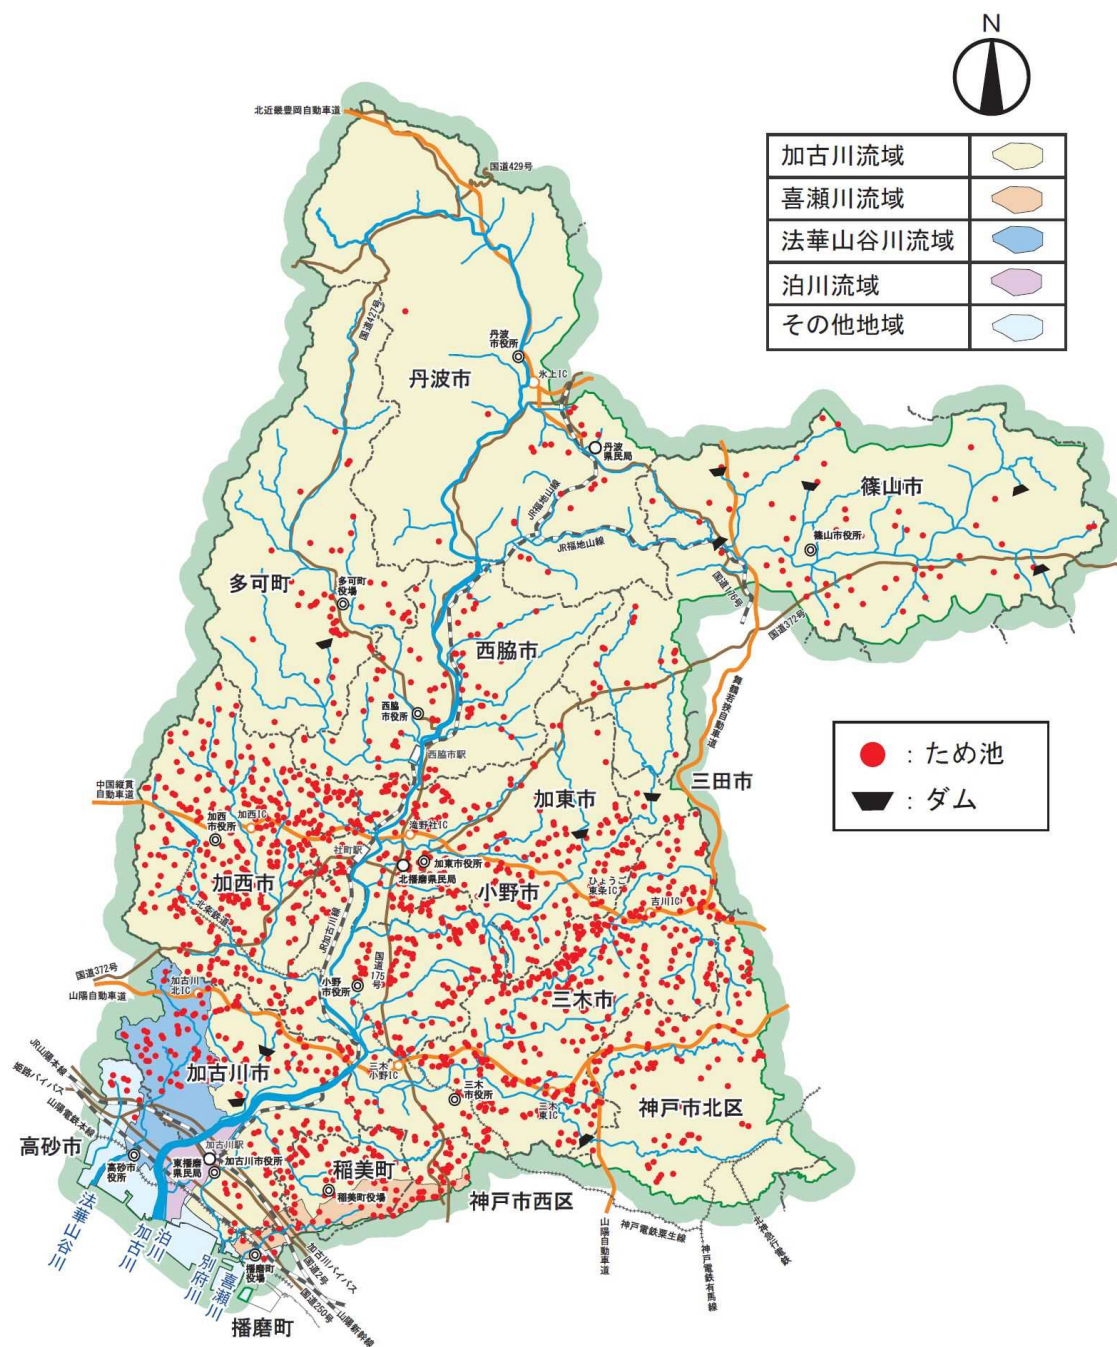 N
加古川流域
喜瀬川流域
法華山谷川流域
泊川流域
その他地域
北近畿豊岡自動車道
国道429号
国道427号
丹波
市役所
氷上IC
丹波市
丹波
県民局
JR福地山線
JR福地山線
篠山市
篠山市役所
国道176号
国道372号
多可町
多可町
役場
西脇市
西脇
市役所
西脇市駅
舞鶴若狭自動車道
三田市
：ため池
：ダム
中国縦貫
自動車道
加西
市役所
加西IC
加西市
北条鉄道
滝野社IC
社町駅
加東市
加東市役所
北播磨県民局
小野市
ひょうご
東条IC
吉川IC
JR加古川線
国道175号
小野
市役所
国道372号
山陽自動車道
加古川
北IC
三木市
三木
小野IC
三木
市役所
三木
東IC
神戸市北区
加古川市
JR山陽本線
姫路バイパス
山陽電鉄本線
高砂市
高砂市
役所
加古川駅
東播磨
県民局
加古川市役所
稲美町
稲美町役場
神戸市西区
神戸電鉄粟生線
山陽自動車道
神戸電鉄有馬線
法華山谷川
加古川
泊川
別府川
喜瀬川
播磨町
役場
播磨町
加古川バイパス
国道2号
国道250号
山陽新幹線